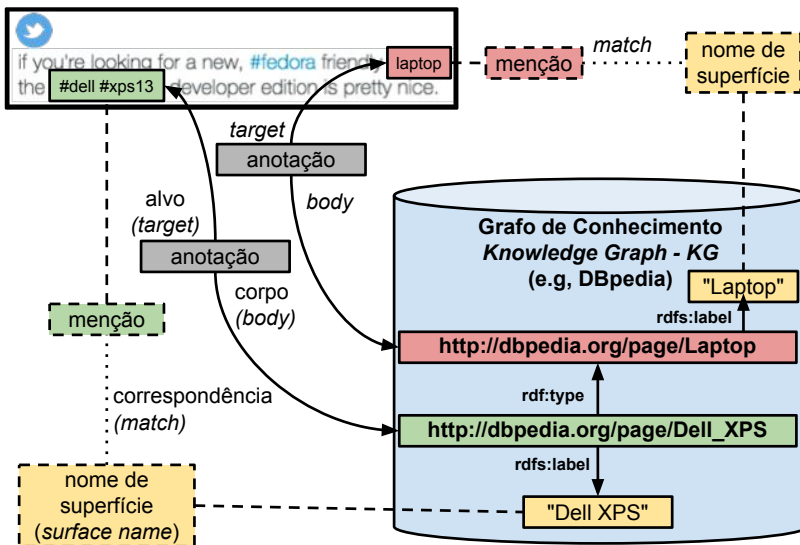 if you're looking for a new, #fedora friendly laptop
the #dell #xps13 developer edition is pretty nice.
menção
match
nome de
superfície
target
anotação
body
alvo
(target)
anotação
corpo
(body)
menção
correspondência
(match)
nome de
superfície
(surface name)
Grafo de Conhecimento
Knowledge Graph - KG
(e.g, DBpedia)
"Laptop"
rdfs:label
http://dbpedia.org/page/Laptop
rdf:type
http://dbpedia.org/page/Dell_XPS
rdfs:label
"Dell XPS"